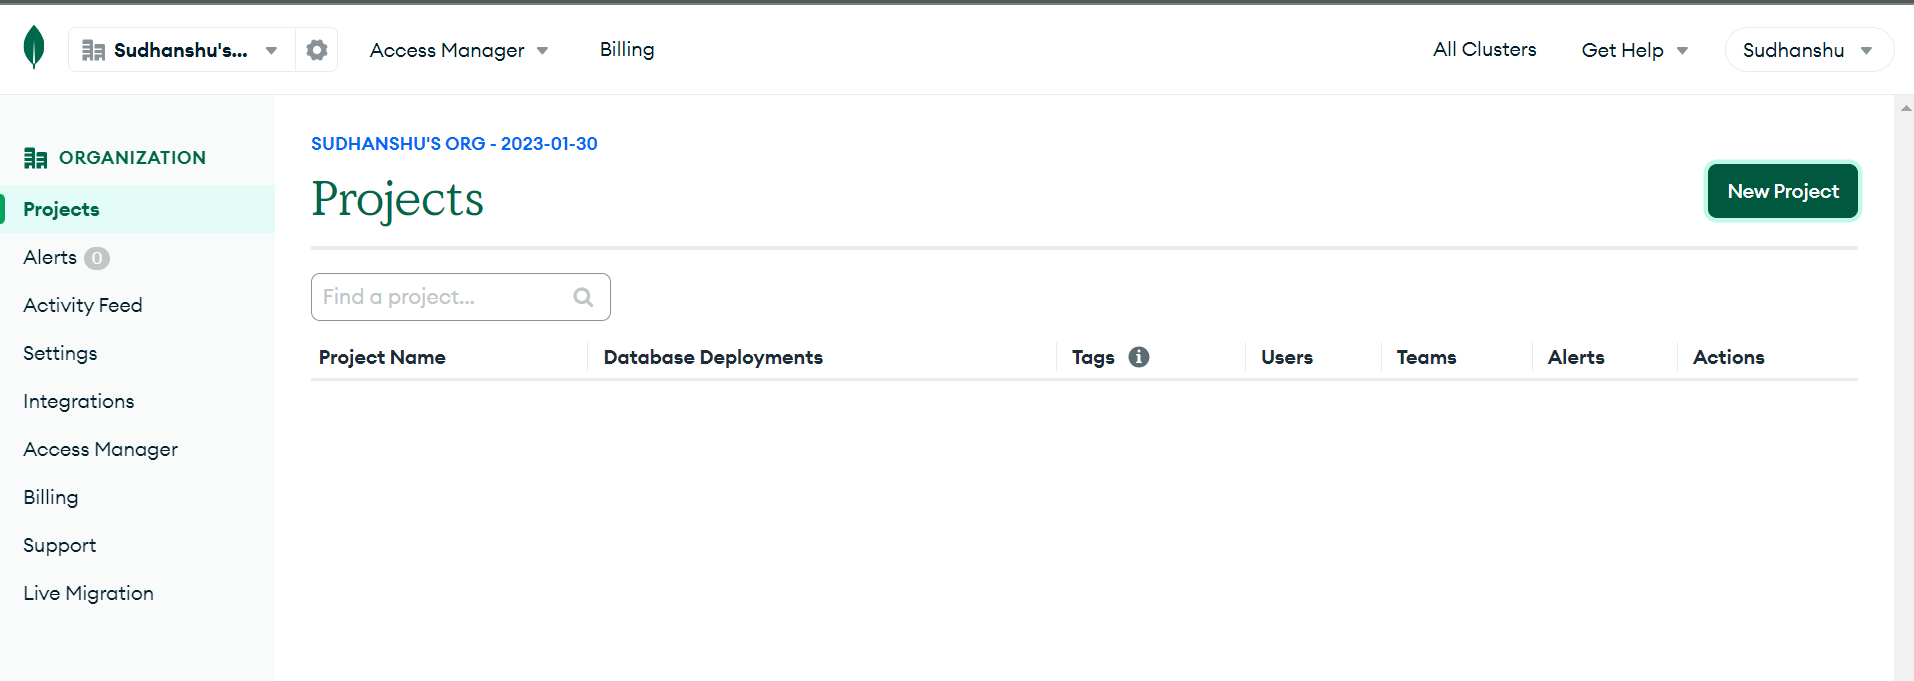 Sudhanshu's... Access Manager Billing All Clusters Get Help Sudhanshu
ORGANIZATION
Projects
Alerts 0
Activity Feed
Settings
Integrations
Access Manager
Billing
Support
Live Migration
SUDHANSHU'S ORG - 2023-01-30
Projects
New Project
Find a project...
Project Name Database Deployments Tags Users Teams Alerts Actions